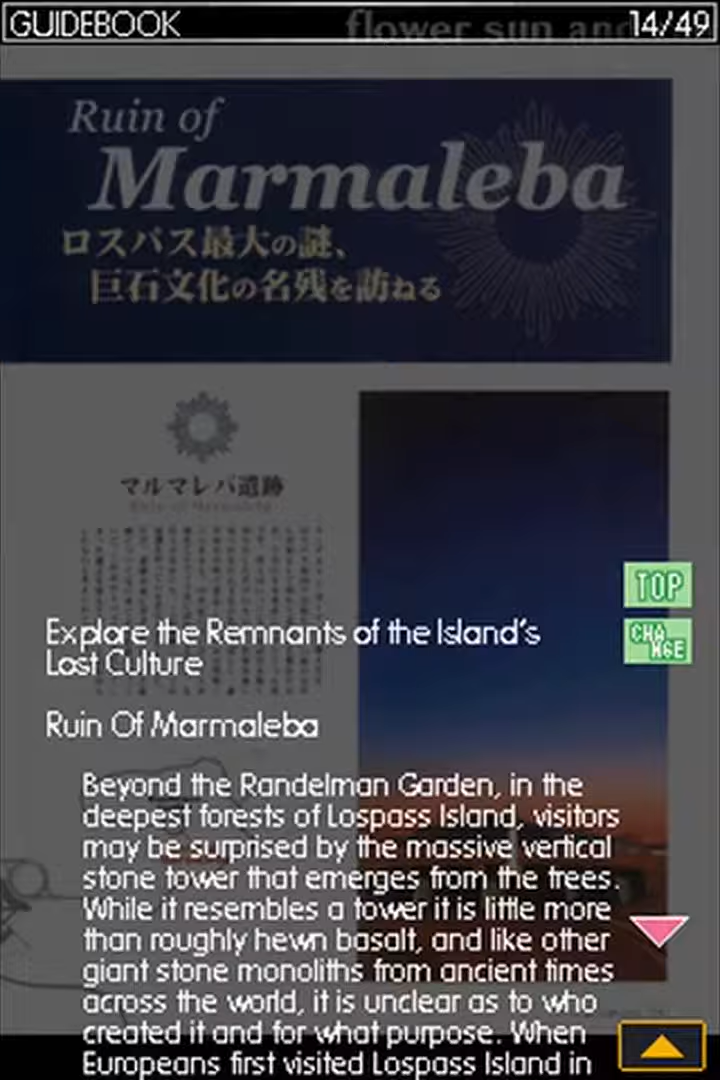 GUIDEBOOK
flower sun and
14/49
Ruin of
Marmaleba
ロスパス最大の謎、
巨石文化の名残を訪ねる
マルマレバ遺跡
Ruin of Marmaleba
TOP
CHANGE
Explore the Remnants of the Island's
Lost Culture
Ruin Of Marmaleba
Beyond the Randelman Garden, in the
deepest forests of Lospass Island, visitors
may be surprised by the massive vertical
stone tower that emerges from the trees.
While it resembles a tower it is little more
than roughly hewn basalt, and like other
giant stone monoliths from ancient times
across the world, it is unclear as to who
created it and for what purpose. When
Europeans first visited Lospass Island in